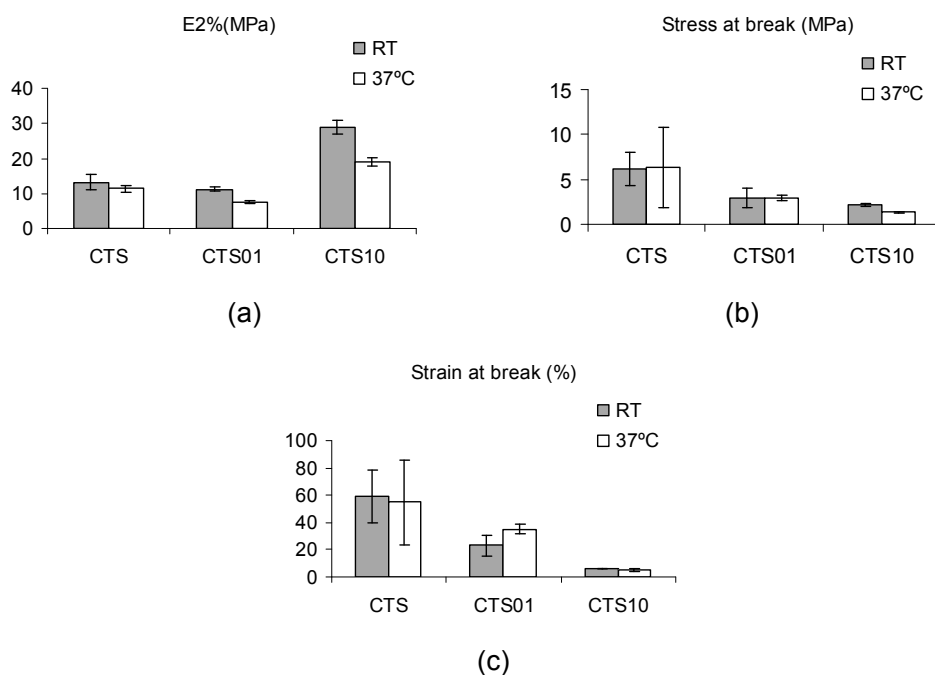 E2%(MPa)
RT
37ºC
40
30
20
10
0
CTS CTS01 CTS10
(a)
Stress at break (MPa)
RT
37ºC
15
10
5
0
CTS CTS01 CTS10
(b)
Strain at break (%)
RT
37ºC
100
80
60
40
20
0
CTS CTS01 CTS10
(c)